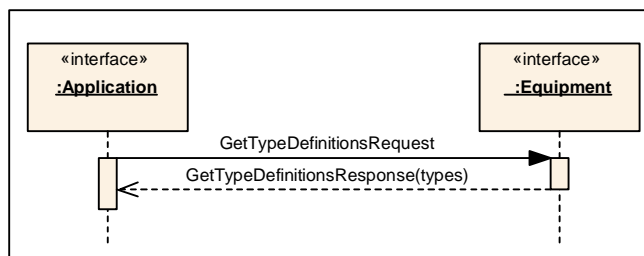 «interface»
:Application
«interface»
_:Equipment
GetTypeDefinitionsRequest
GetTypeDefinitionsResponse(types)